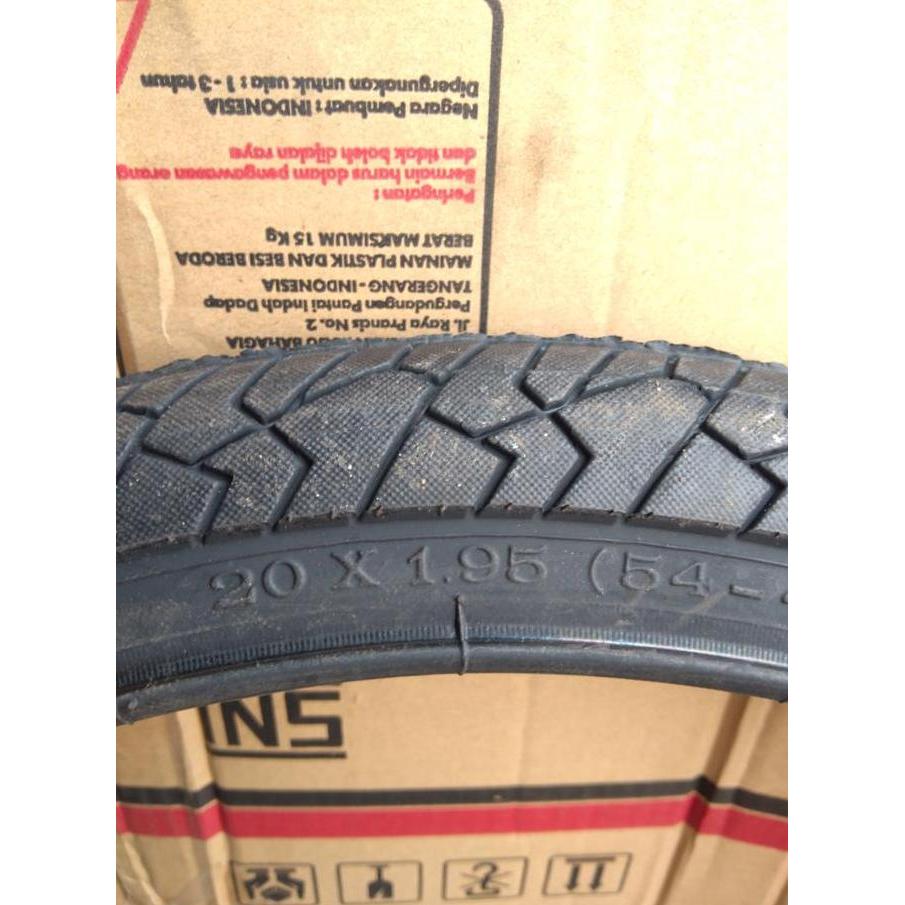 BAHAGIA
Jl. Raya Prancis No. 2
Pergudangan Pantai Indah Dadap
TANGERANG - INDONESIA
MAINAN PLASTIK DAN BESI BERODA
BERAT MAKSIMUM 15 Kg
Peringatan :
Bermain harus dalam pengawasan orang
dan tidak boleh dijalan raya
Negara Pembuat : INDONESIA
Dipergunakan untuk usia : 1 - 3 tahun
20 X 1.95 (54 -
SNI